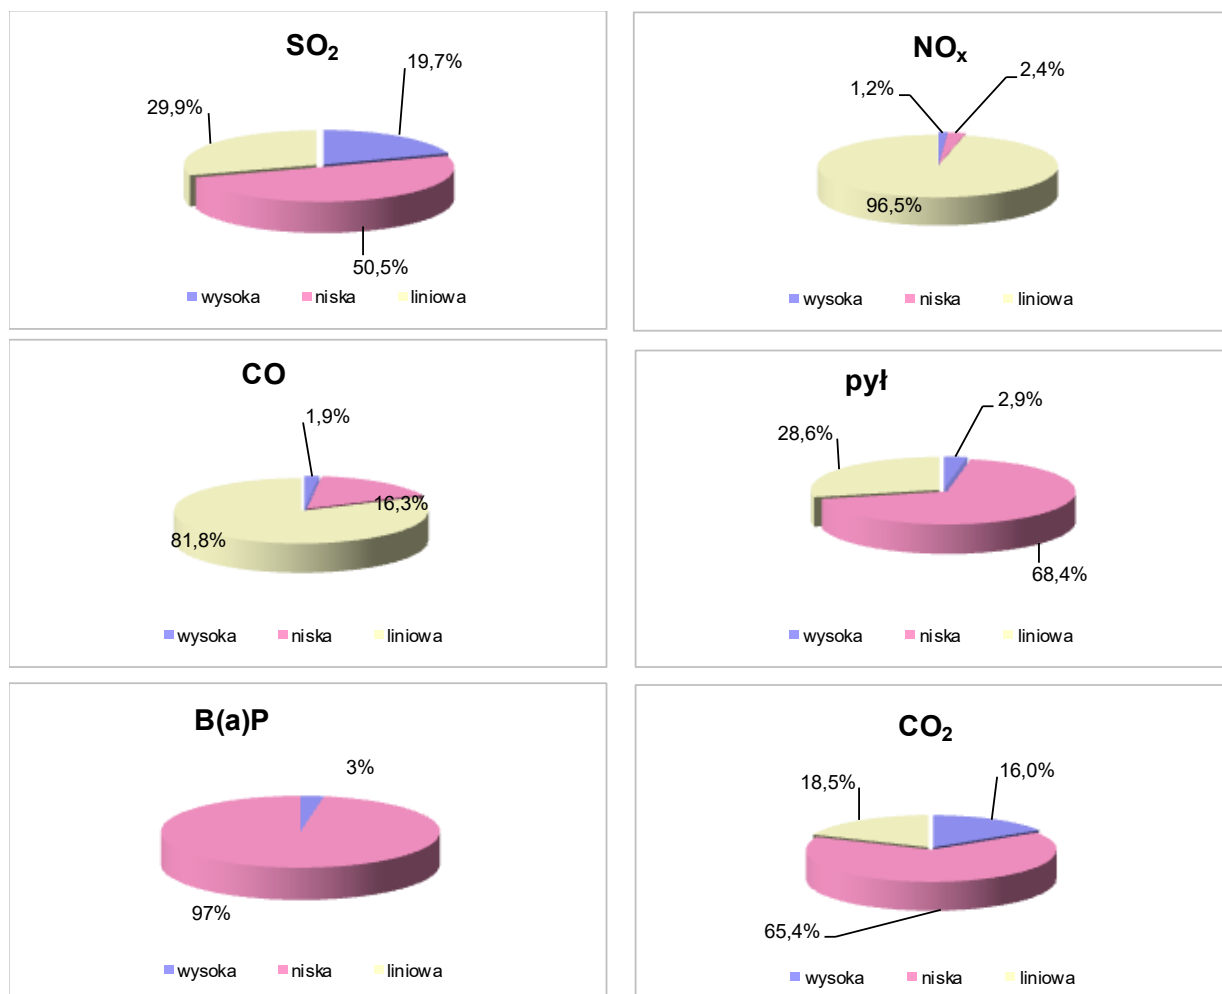 SO₂
19,7%
29,9%
50,5%
wysoka niska liniowa
NOₓ
1,2%
2,4%
96,5%
wysoka niska liniowa
CO
1,9%
16,3%
81,8%
wysoka niska liniowa
pył
2,9%
28,6%
68,4%
wysoka niska liniowa
B(a)P
3%
97%
wysoka niska liniowa
CO₂
16,0%
18,5%
65,4%
wysoka niska liniowa